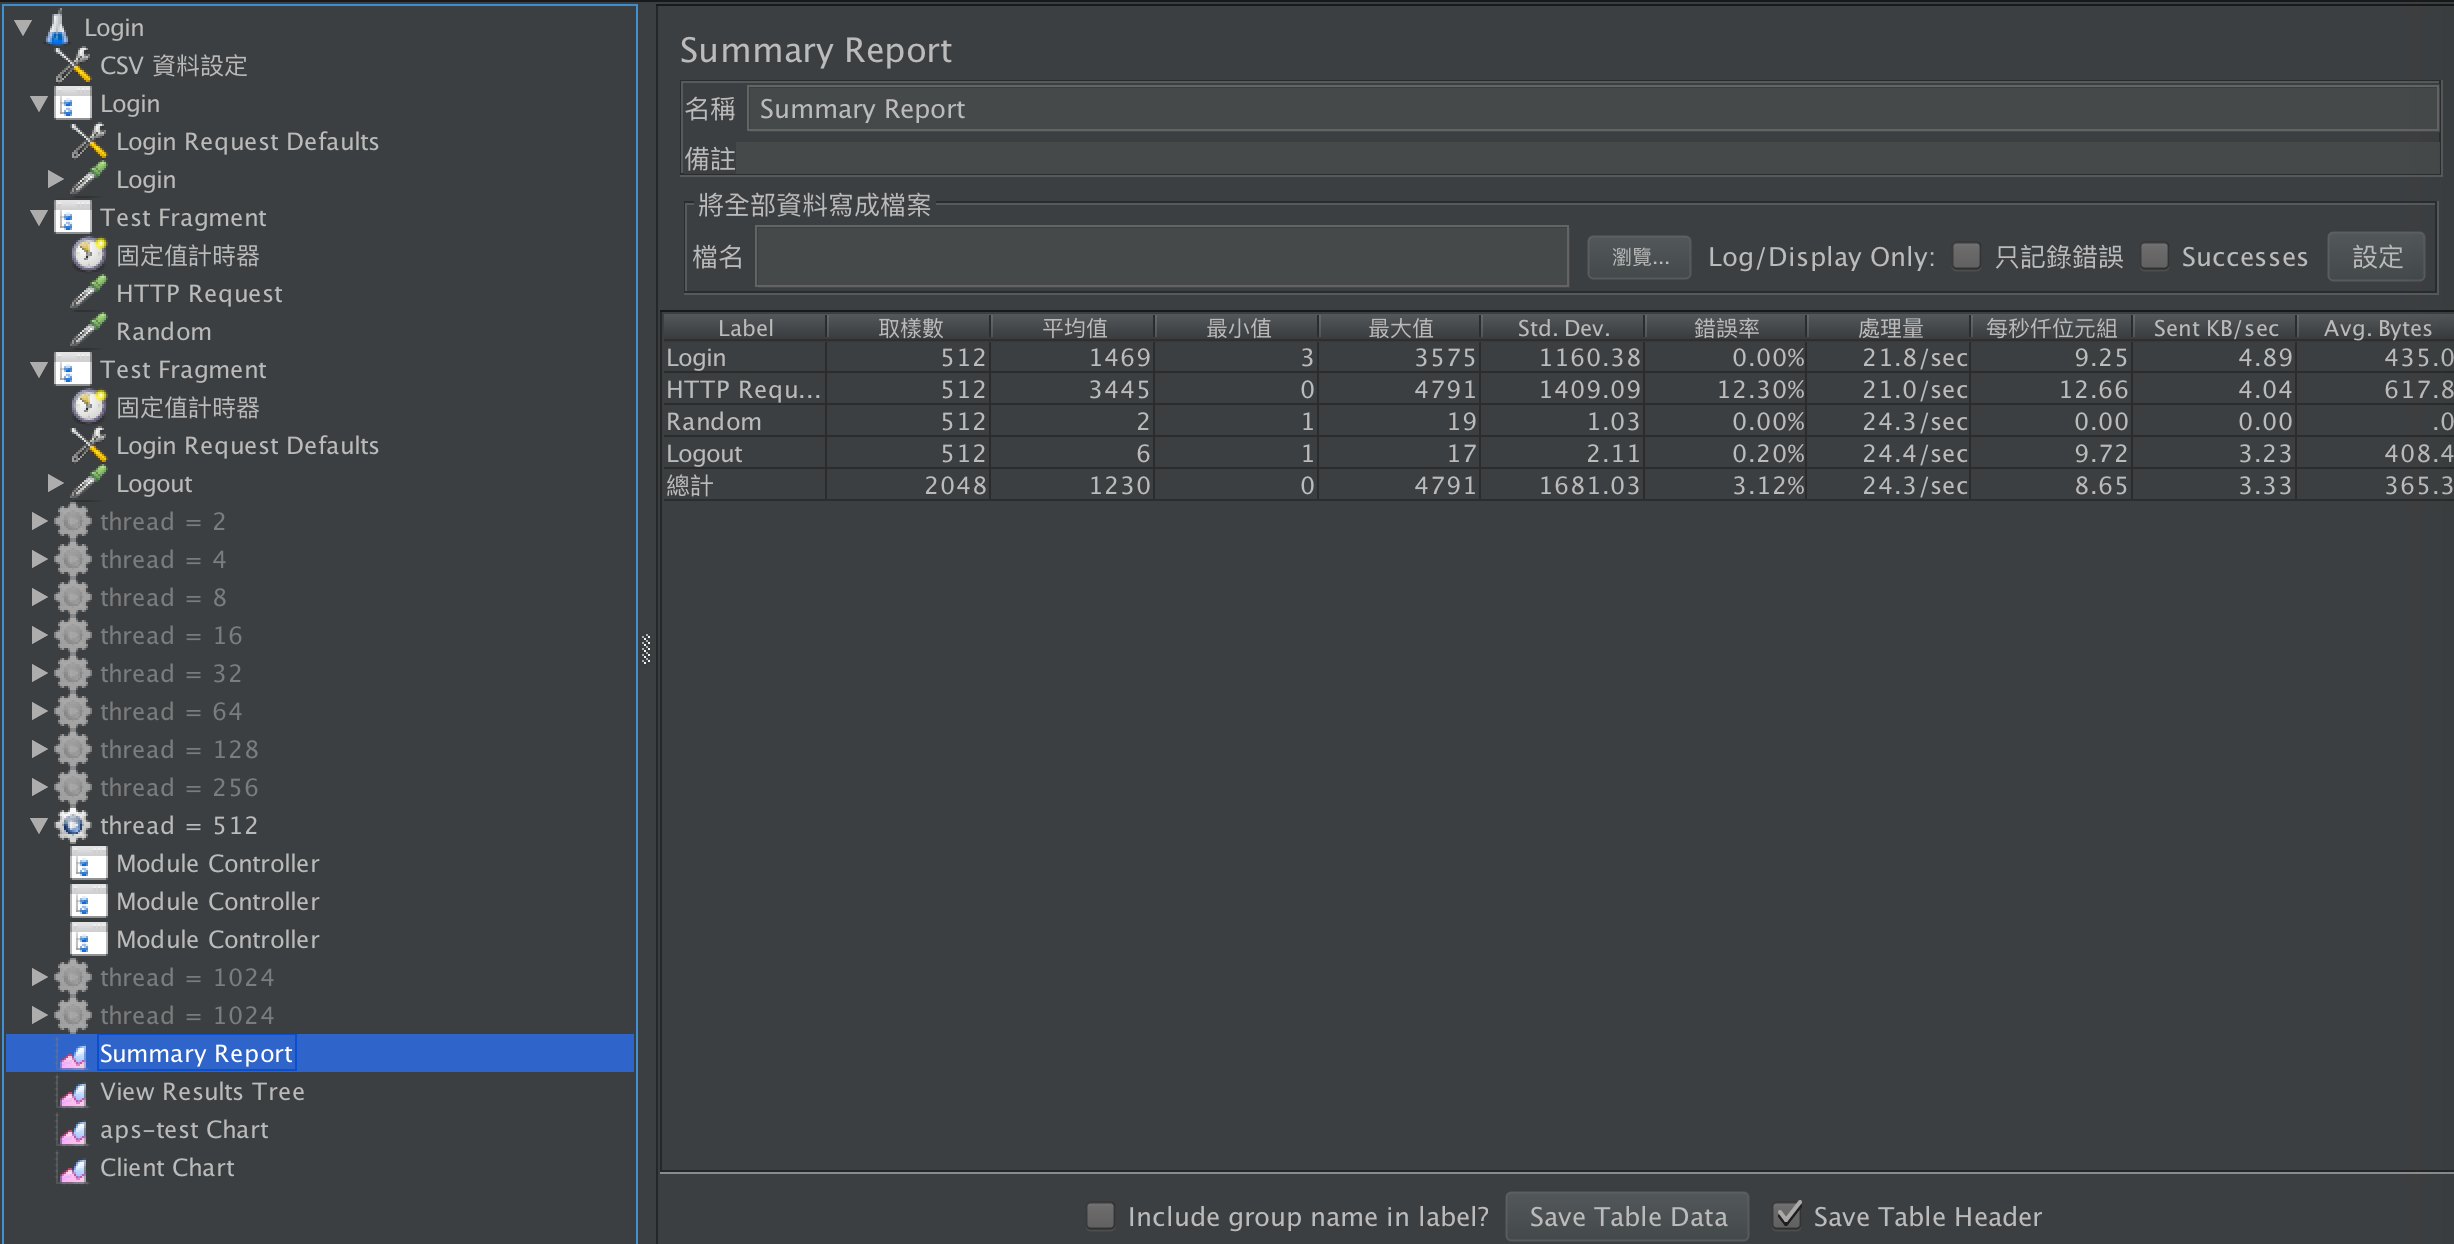 Login
CSV 資料設定
Login
Login Request Defaults
Login
Test Fragment
固定值計時器
HTTP Request
Random
Test Fragment
固定值計時器
Login Request Defaults
Logout
thread = 2
thread = 4
thread = 8
thread = 16
thread = 32
thread = 64
thread = 128
thread = 256
thread = 512
Module Controller
Module Controller
Module Controller
thread = 1024
thread = 1024
Summary Report
View Results Tree
aps-test Chart
Client Chart
Summary Report
名稱 Summary Report
備註
將全部資料寫成檔案
檔名 瀏覽... Log/Display Only: 只記錄錯誤 Successes 設定
Label 取樣數 平均值 最小值 最大值 Std. Dev. 錯誤率 處理量 每秒仟位元組 Sent KB/sec Avg. Bytes
Login 512 1469 3 3575 1160.38 0.00% 21.8/sec 9.25 4.89 435.0
HTTP Requ... 512 3445 0 4791 1409.09 12.30% 21.0/sec 12.66 4.04 617.8
Random 512 2 1 19 1.03 0.00% 24.3/sec 0.00 0.00 .0
Logout 512 6 1 17 2.11 0.20% 24.4/sec 9.72 3.23 408.4
總計 2048 1230 0 4791 1681.03 3.12% 24.3/sec 8.65 3.33 365.3
Include group name in label? Save Table Data Save Table Header